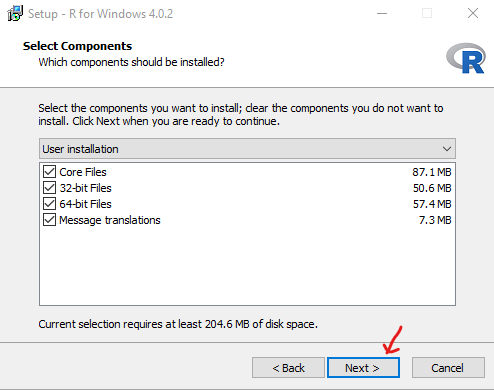 Setup - R for Windows 4.0.2
Select Components
Which components should be installed?
R
Select the components you want to install; clear the components you do not want to
install. Click Next when you are ready to continue.
User installation
Core Files 87.1 MB
32-bit Files 50.6 MB
64-bit Files 57.4 MB
Message translations 7.3 MB
Current selection requires at least 204.6 MB of disk space.
< Back Next > Cancel